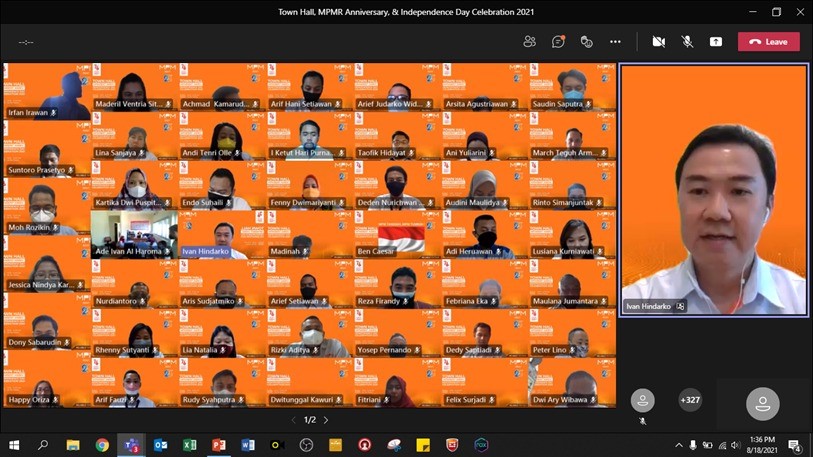 Town Hall, MPMR Anniversary, & Independence Day Celebration 2021
--:--
Leave
Irfan Irawan
Maderil Ventria Sit...
Achmad Kamarud...
Arif Hani Setiawan
Arief Judarko Wid...
Arsita Agustriawan
Saudin Saputra
Suntoro Prasetyo
Lina Sanjaya
Andi Tenri Olle
I Ketut Hari Purna...
Taofik Hidayat
Ani Yuliarini
March Teguh Arm...
Moh Rozikin
Kartika Dwi Puspit...
Endo Suhaili
Fenny Dwimariyanti
Deden Nurichwan ...
Audini Maulidya
Rinto Simanjuntak
Ade Ivan Al Haroma
Ivan Hindarko
Madinah
Ben Caesar
Adi Heruawan
Lusiana Kurniawati
Jessica Nindya Kar...
Nurdiantoro
Aris Sudjatmiko
Arief Setiawan
Reza Firandy
Febriana Eka
Maulana Jumantara
Dony Sabarudin
Rhenny Sutyanti
Lia Natalia
Rizki Aditya
Yosep Pernando
Dedy Saptiadi
Peter Lino
Happy Oriza
Arif Fauzi
Rudy Syahputra
Dwitunggal Kawuri
Fitriani
Felix Surjadi
Dwi Ary Wibawa
Ivan Hindarko
+327
1/2
1:36 PM
8/18/2021